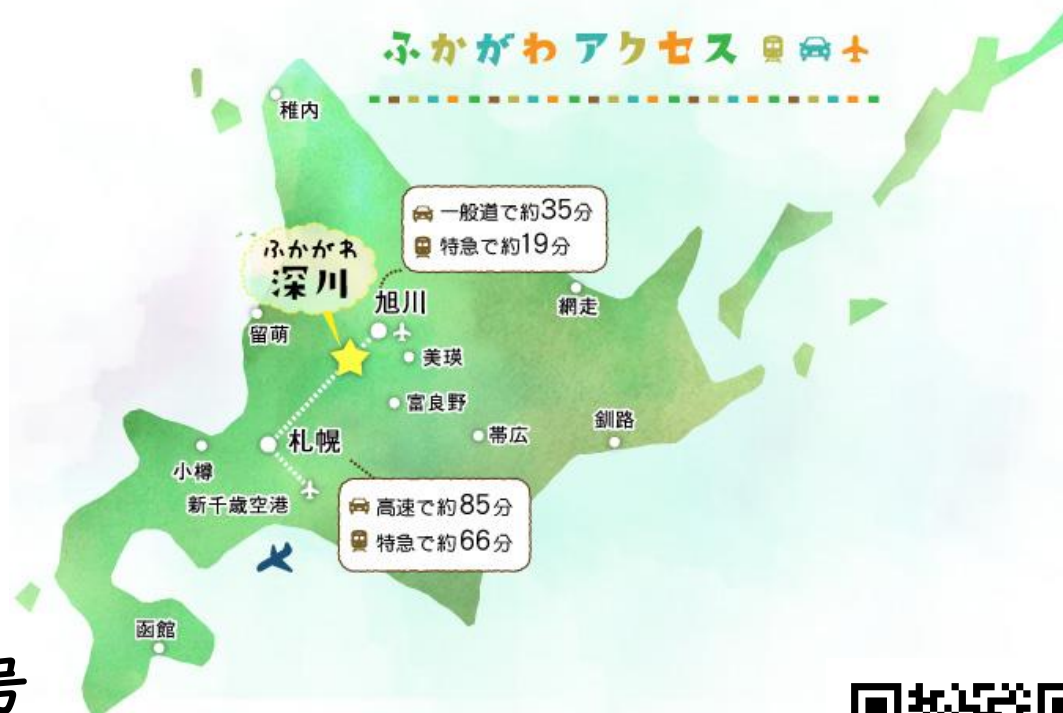 ふかがわアクセス
稚内
一般道で約35分
特急で約19分
ふかがわ
深川
旭川
網走
留萌
美瑛
富良野
釧路
帯広
札幌
小樽
新千歳空港
高速で約85分
特急で約66分
函館
号